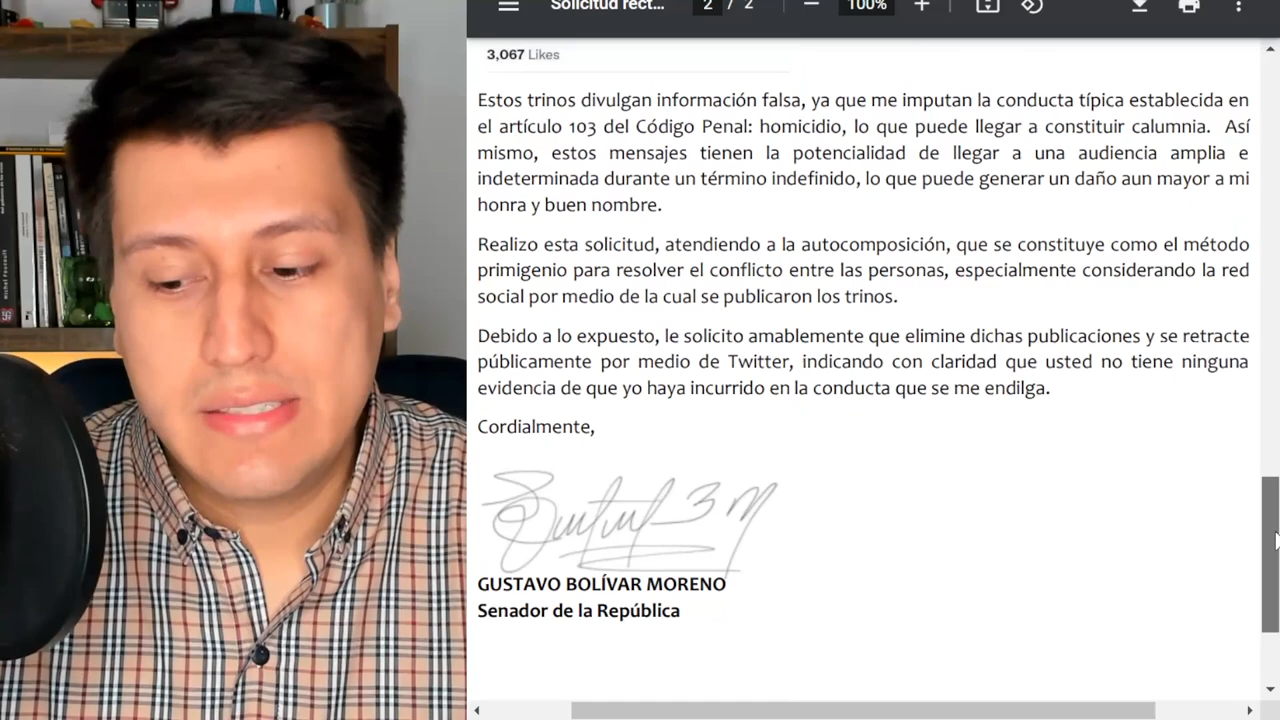 Solicitud rect...
2 / 2
100%
3,067 Likes
Estos trinos divulgan información falsa, ya que me imputan la conducta típica establecida en
el artículo 103 del Código Penal: homicidio, lo que puede llegar a constituir calumnia. Así
mismo, estos mensajes tienen la potencialidad de llegar a una audiencia amplia e
indeterminada durante un término indefinido, lo que puede generar un daño aun mayor a mi
honra y buen nombre.
Realizo esta solicitud, atendiendo a la autocomposición, que se constituye como el método
primigenio para resolver el conflicto entre las personas, especialmente considerando la red
social por medio de la cual se publicaron los trinos.
Debido a lo expuesto, le solicito amablemente que elimine dichas publicaciones y se retracte
públicamente por medio de Twitter, indicando con claridad que usted no tiene ninguna
evidencia de que yo haya incurrido en la conducta que se me endilga.
Cordialmente,
GUSTAVO BOLÍVAR MORENO
Senador de la República